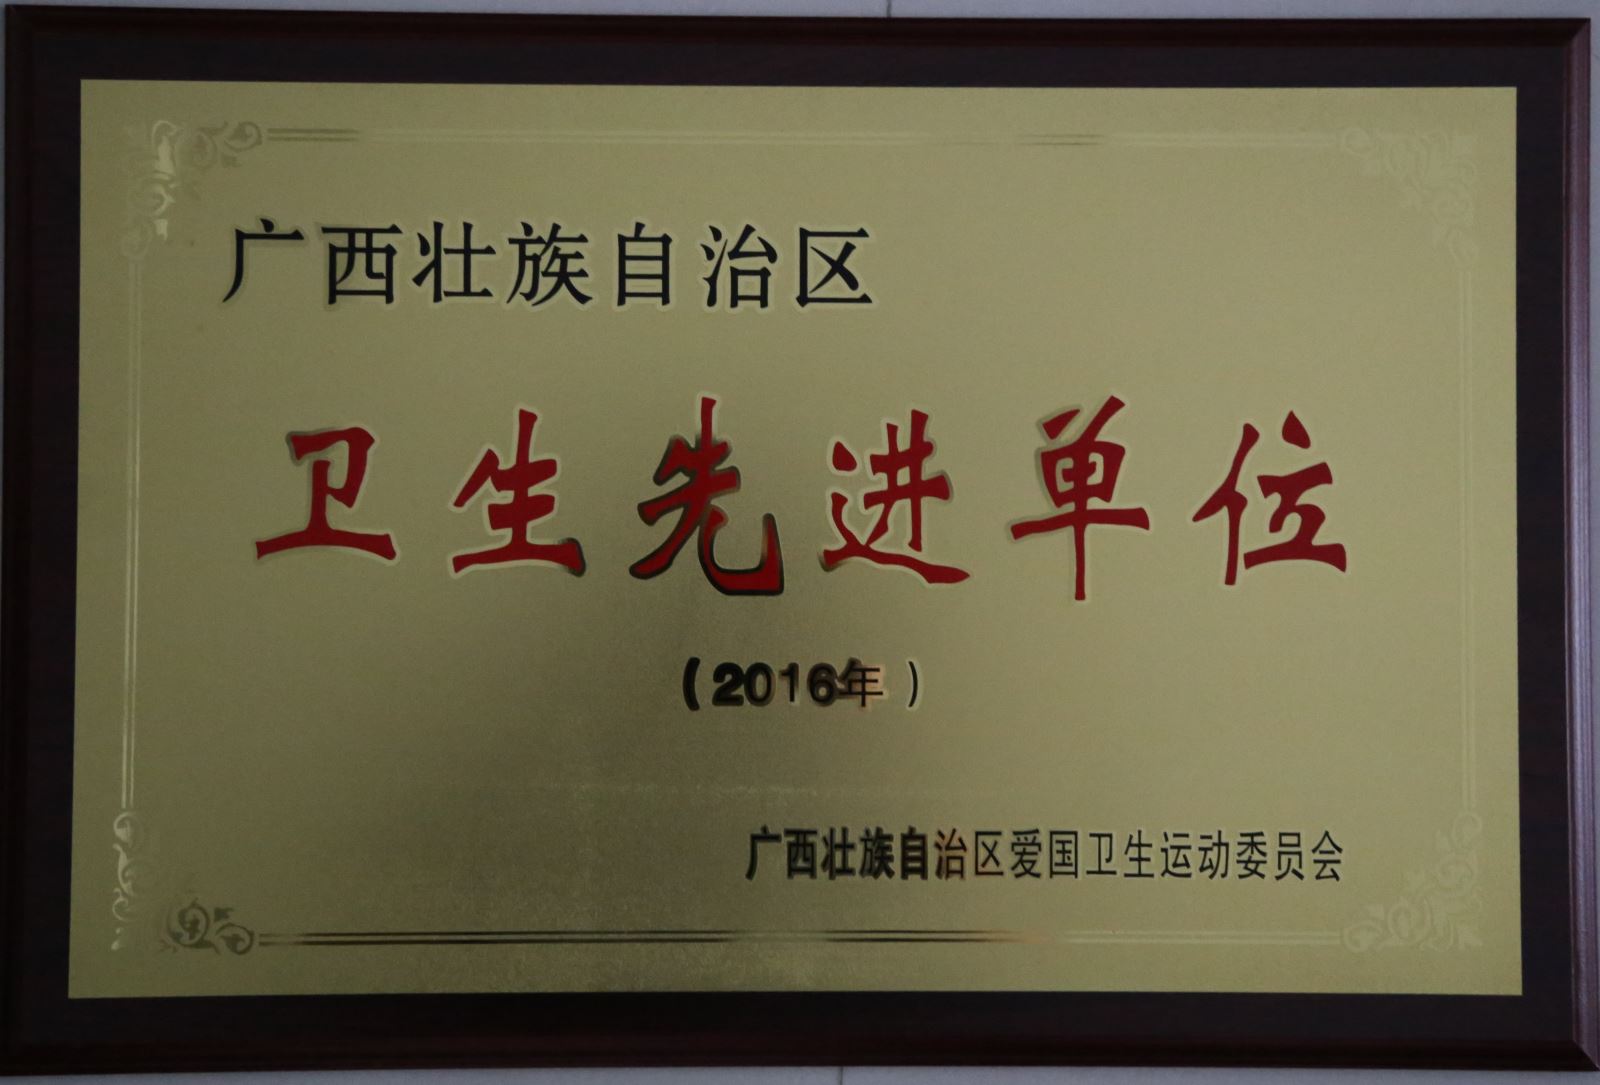 广西壮族自治区
卫生先进单位
（2016年）
广西壮族自治区爱国卫生运动委员会